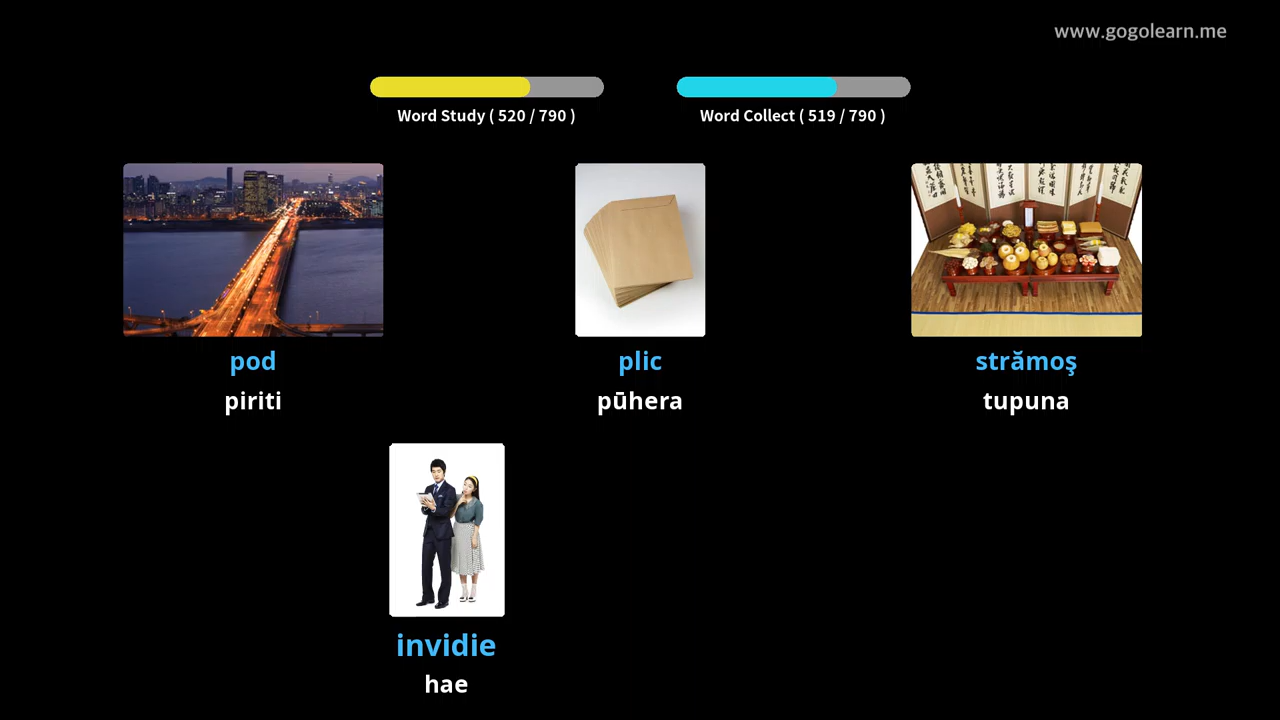 www.gogolearn.me
Word Study ( 520 / 790 )
Word Collect ( 519 / 790 )
pod
piriti
plic
pūhera
strămoş
tupuna
invidie
hae